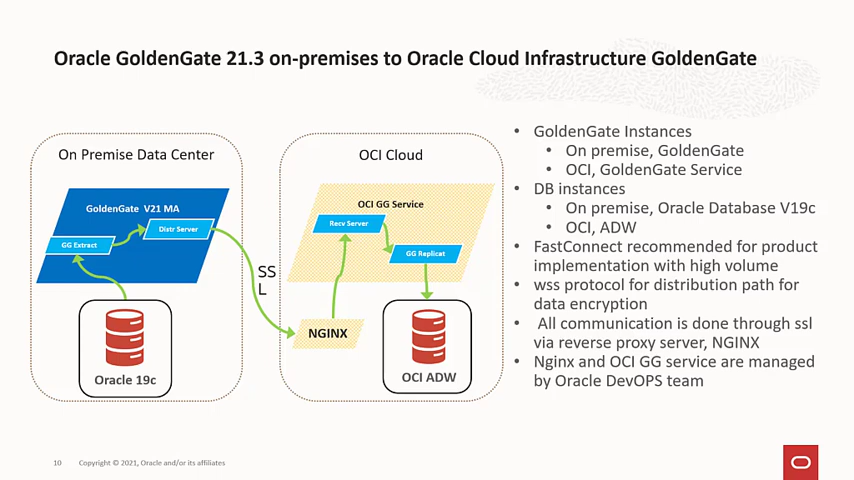 Oracle GoldenGate 21.3 on-premises to Oracle Cloud Infrastructure GoldenGate
On Premise Data Center
GoldenGate V21 MA
Distr Server
GG Extract
Oracle 19c
SS
L
OCI Cloud
OCI GG Service
Recv Server
GG Replicat
NGINX
OCI ADW
• GoldenGate Instances
• On premise, GoldenGate
• OCI, GoldenGate Service
• DB instances
• On premise, Oracle Database V19c
• OCI, ADW
• FastConnect recommended for product
implementation with high volume
• wss protocol for distribution path for
data encryption
• All communication is done through ssl
via reverse proxy server, NGINX
• Nginx and OCI GG service are managed
by Oracle DevOPS team
10 Copyright © 2021, Oracle and/or its affiliates